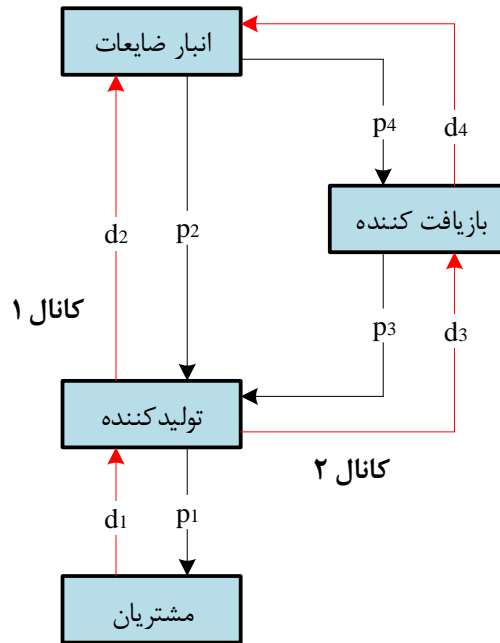 انبار ضایعات
p4
d4
بازیافت کننده
d2
p2
کانال ۱
p3
d3
تولیدکننده
کانال ۲
d1
p1
مشتریان